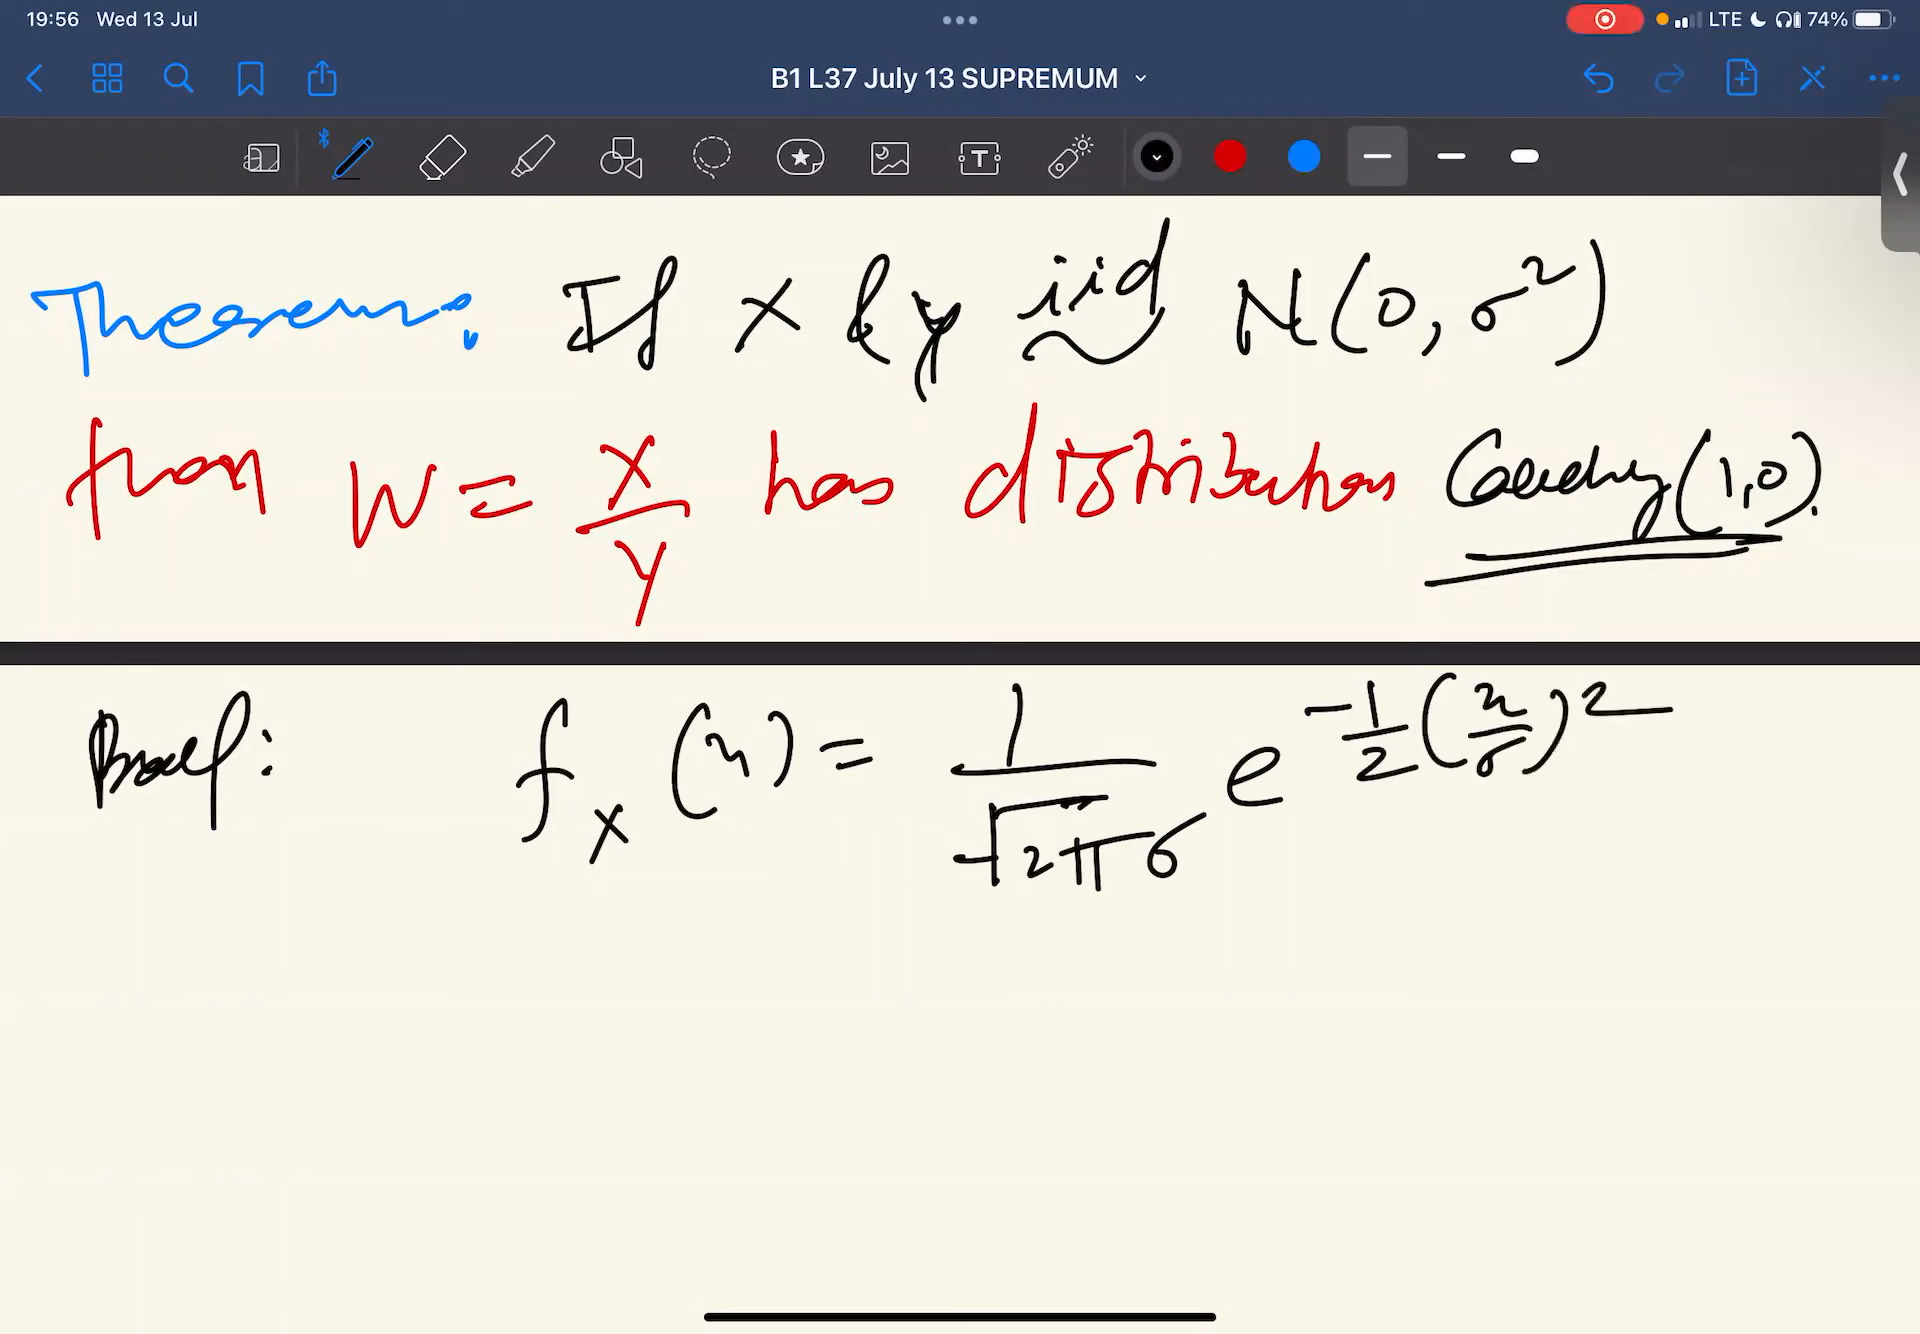 19:56 Wed 13 Jul LTE 74%
B1 L37 July 13 SUPREMUM
Theorem: If X & Y iid ~ N(0, σ²)
then W = X/Y has distribution Cauchy(1,0).
Proof: f_X(x) = 1/(√2π σ) e^(-1/2 (x/σ)²)